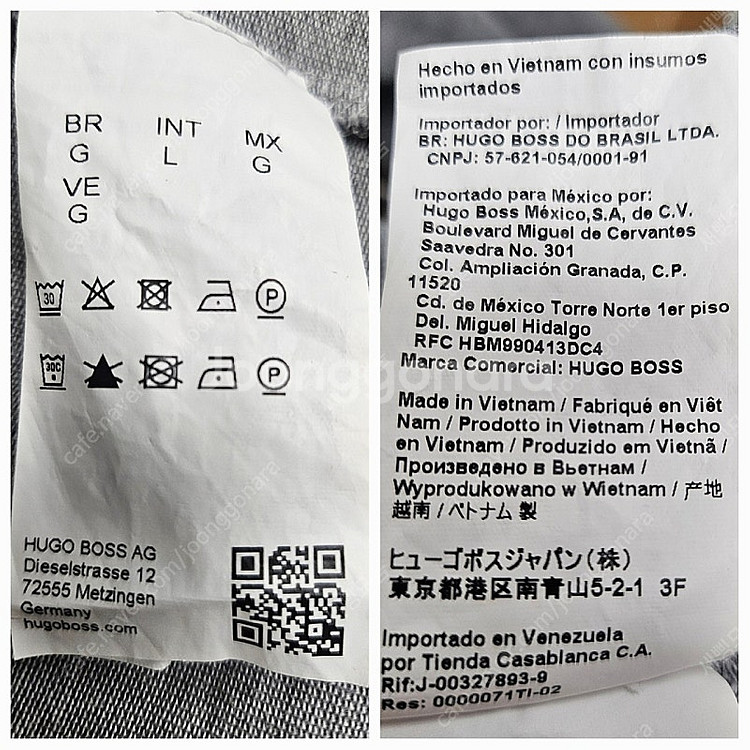 BR INT MX
G L G
VE
G
30 P
30C P
HUGO BOSS AG
Dieselstrasse 12
72555 Metzingen
Germany
hugoboss.com
Hecho en Vietnam con insumos
importados
Importador por: / Importador
BR: HUGO BOSS DO BRASIL LTDA.
CNPJ: 57-621-054/0001-91
Importado para México por:
Hugo Boss México,S,A, de C.V.
Boulevard Miguel de Cervantes
Saavedra No. 301
Col. Ampliación Granada, C.P.
11520
Cd. de México Torre Norte 1er piso
Del. Miguel Hidalgo
RFC HBM990413DC4
Marca Comercial: HUGO BOSS
Made in Vietnam / Fabriqué en Viêt
Nam / Prodotto in Vietnam / Hecho
en Vietnam / Produzido em Vietnã /
Произведено в Вьетнам /
Wyprodukowano w Wietnam / 产地
越南 / ベトナム 製
ヒューゴボスジャパン(株)
東京都港区南青山5-2-1 3F
Importado en Venezuela
por Tienda Casablanca C.A.
Rif:J-00327893-9
Res: 0000071TI-02
joonggonara